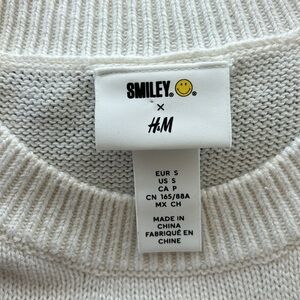 SMILEY®
×
H&M
EUR S
US S
CA P
CN 165/88A
MX CH
MADE IN
CHINA
FABRIQUÉ EN
CHINE